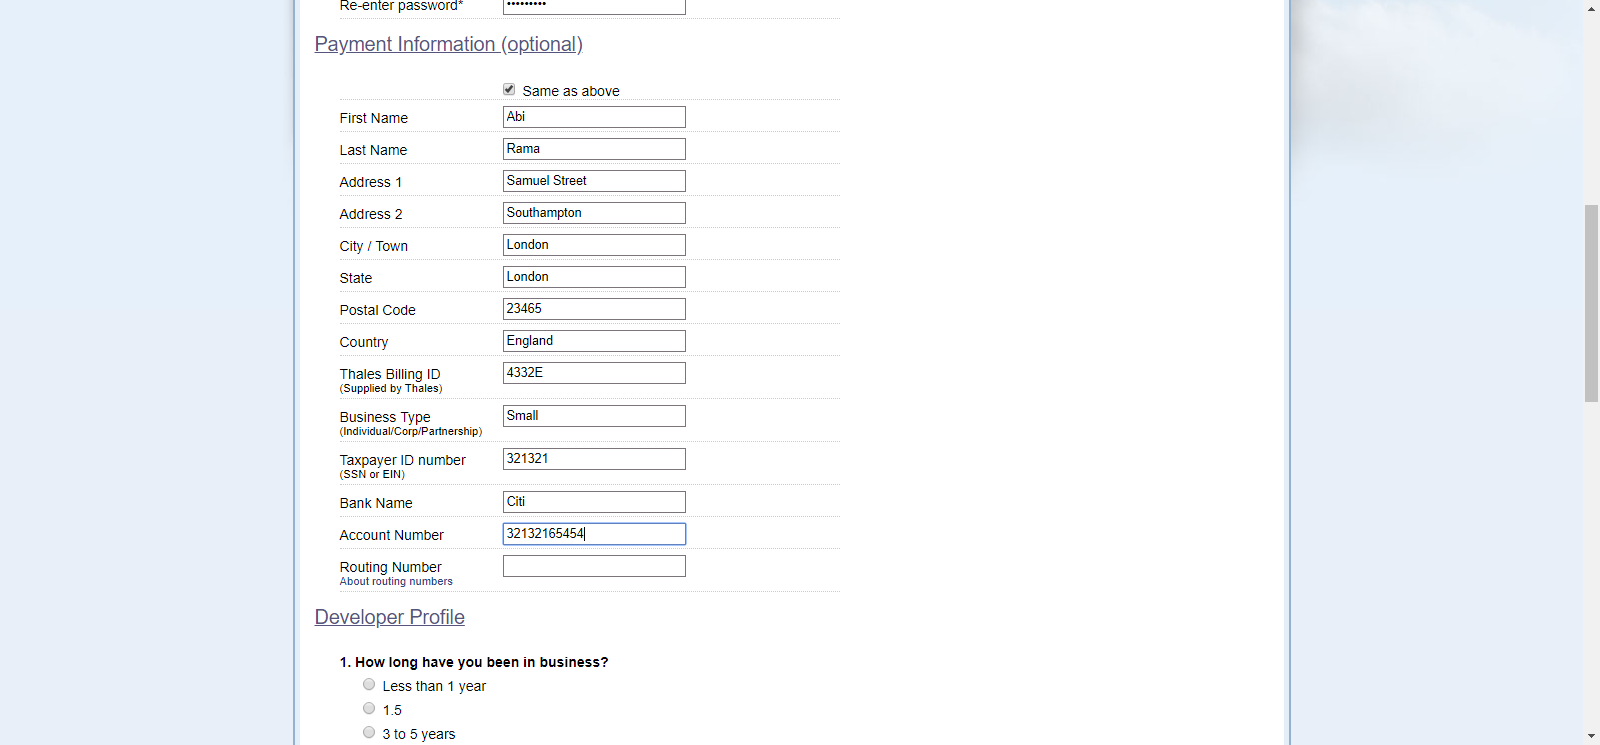 Re-enter password* •••••••••
Payment Information (optional)
Same as above
First Name Abi
Last Name Rama
Address 1 Samuel Street
Address 2 Southampton
City / Town London
State London
Postal Code 23465
Country England
Thales Billing ID 4332E
(Supplied by Thales)
Business Type Small
(Individual/Corp/Partnership)
Taxpayer ID number 321321
(SSN or EIN)
Bank Name Citi
Account Number 32132165454
Routing Number
About routing numbers
Developer Profile
1. How long have you been in business?
Less than 1 year
1.5
3 to 5 years